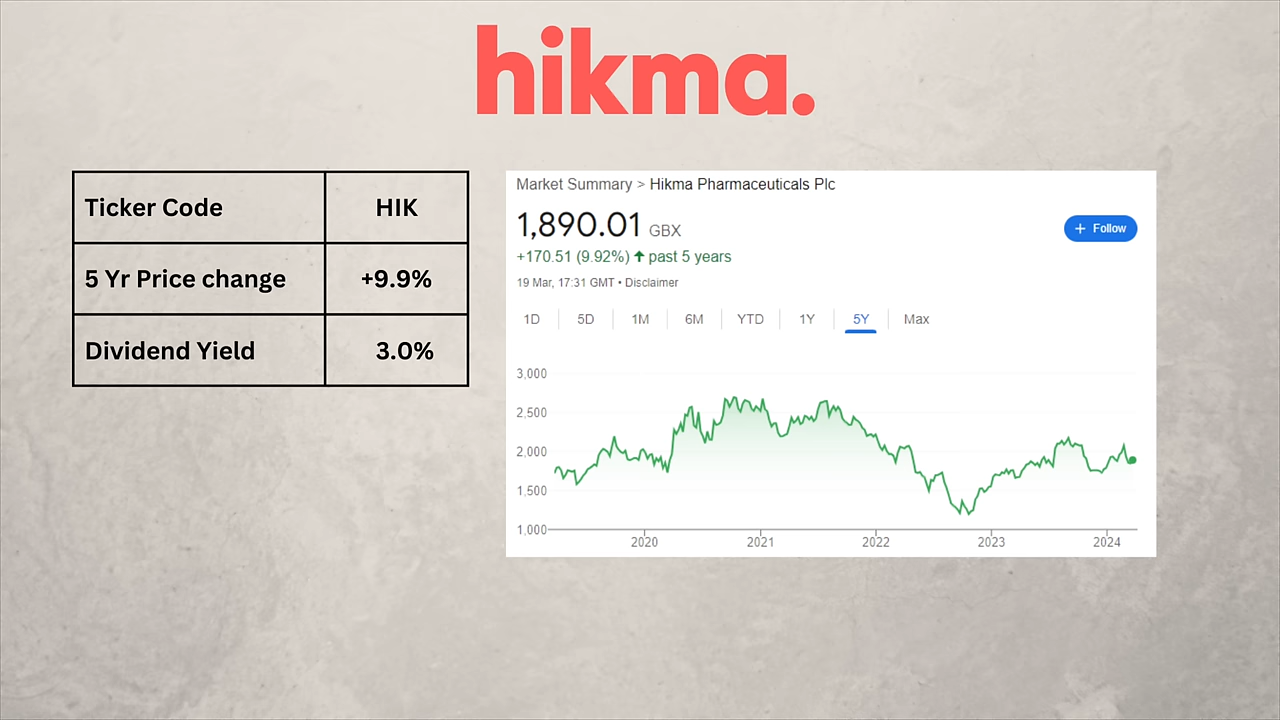 hikma.
Ticker Code HIK
5 Yr Price change +9.9%
Dividend Yield 3.0%
Market Summary > Hikma Pharmaceuticals Plc
1,890.01 GBX
+ Follow
+170.51 (9.92%) ↑ past 5 years
19 Mar, 17:31 GMT • Disclaimer
1D 5D 1M 6M YTD 1Y 5Y Max
3,000
2,500
2,000
1,500
1,000
2020 2021 2022 2023 2024